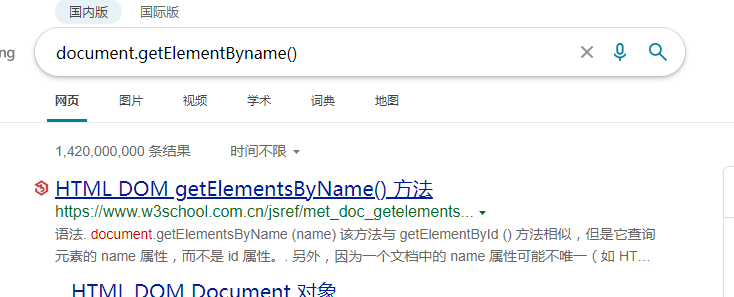 国内版 国际版
ng
document.getElementByname()
网页 图片 视频 学术 词典 地图
1,420,000,000 条结果 时间不限
HTML DOM getElementsByName() 方法
https://www.w3school.com.cn/jsref/met_doc_getelements...
语法. document.getElementsByName (name) 该方法与 getElementById () 方法相似，但是它查询
元素的 name 属性，而不是 id 属性。. 另外，因为一个文档中的 name 属性可能不唯一（如 HT...
HTML DOM Document 对象